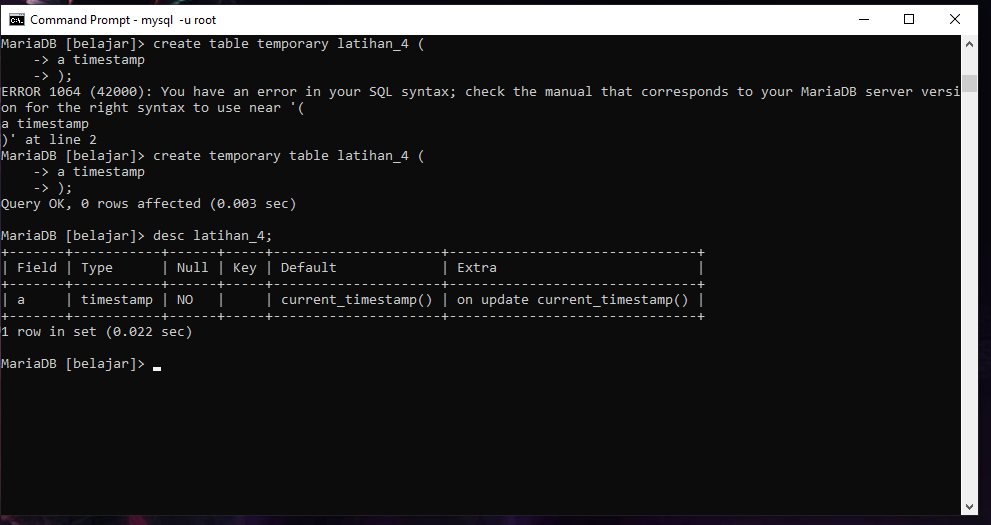 Command Prompt - mysql  -u root
MariaDB [belajar]> create table temporary latihan_4 (
    -> a timestamp
    -> );
ERROR 1064 (42000): You have an error in your SQL syntax; check the manual that corresponds to your MariaDB server versi
on for the right syntax to use near '(
a timestamp
)' at line 2
MariaDB [belajar]> create temporary table latihan_4 (
    -> a timestamp
    -> );
Query OK, 0 rows affected (0.003 sec)
MariaDB [belajar]> desc latihan_4;
+-------+-----------+------+-----+---------------------+-------------------------------+
| Field | Type      | Null | Key | Default             | Extra                         |
+-------+-----------+------+-----+---------------------+-------------------------------+
| a     | timestamp | NO   |     | current_timestamp() | on update current_timestamp() |
+-------+-----------+------+-----+---------------------+-------------------------------+
1 row in set (0.022 sec)
MariaDB [belajar]>